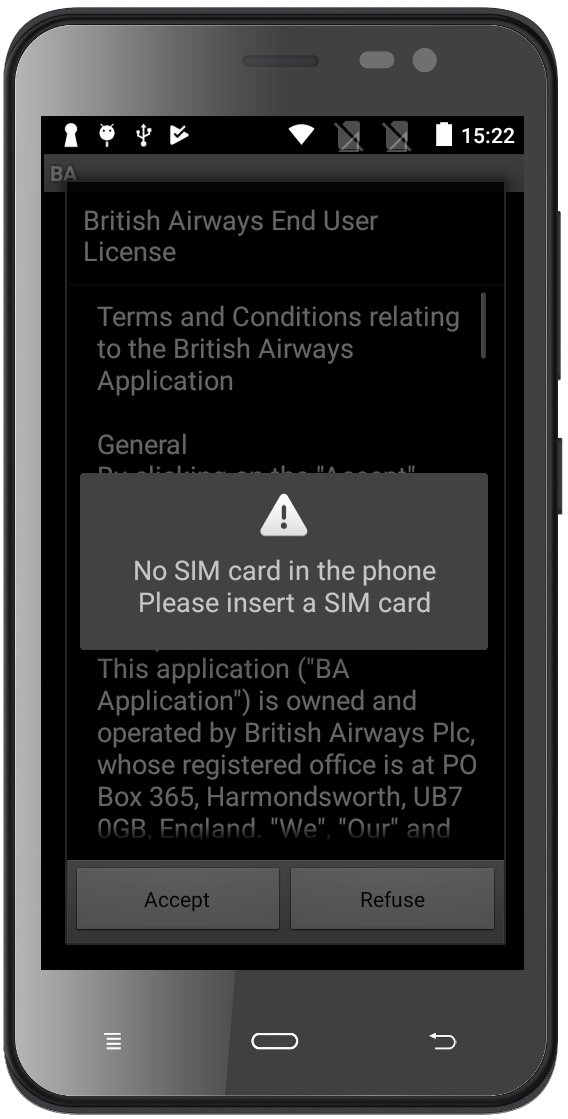 15:22
BA
British Airways End User
License
Terms and Conditions relating
to the British Airways
Application
General
By clicking on the "Accept"
No SIM card in the phone
Please insert a SIM card
This application ("BA
Application") is owned and
operated by British Airways Plc,
whose registered office is at PO
Box 365, Harmondsworth, UB7
0GB, England. "We", "Our" and
Accept
Refuse